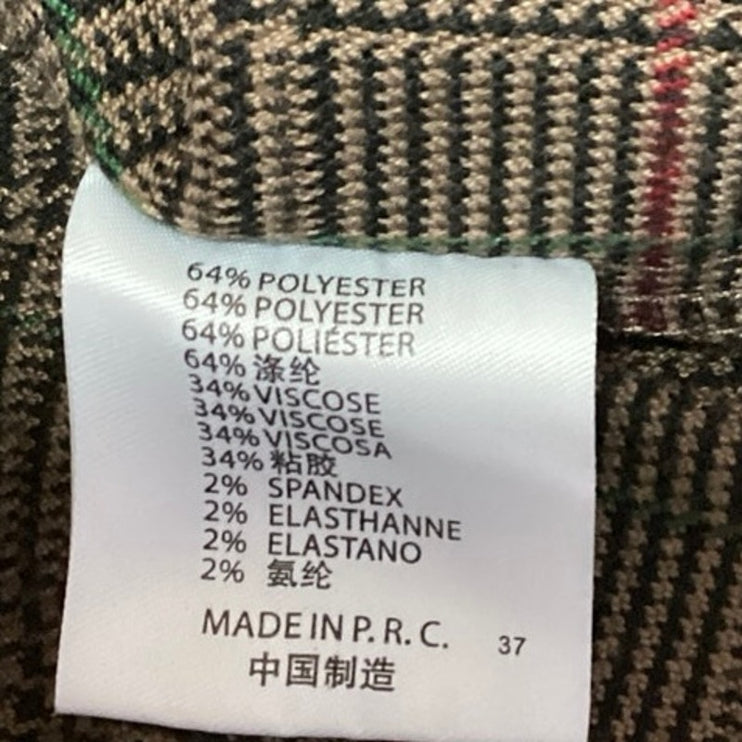 64% POLYESTER
64% POLYESTER
64% POLIÉSTER
64% 涤纶
34% VISCOSE
34% VISCOSE
34% VISCOSA
34% 粘胶
2% SPANDEX
2% ELASTHANNE
2% ELASTANO
2% 氨纶
MADE IN P. R. C. 37
中国制造